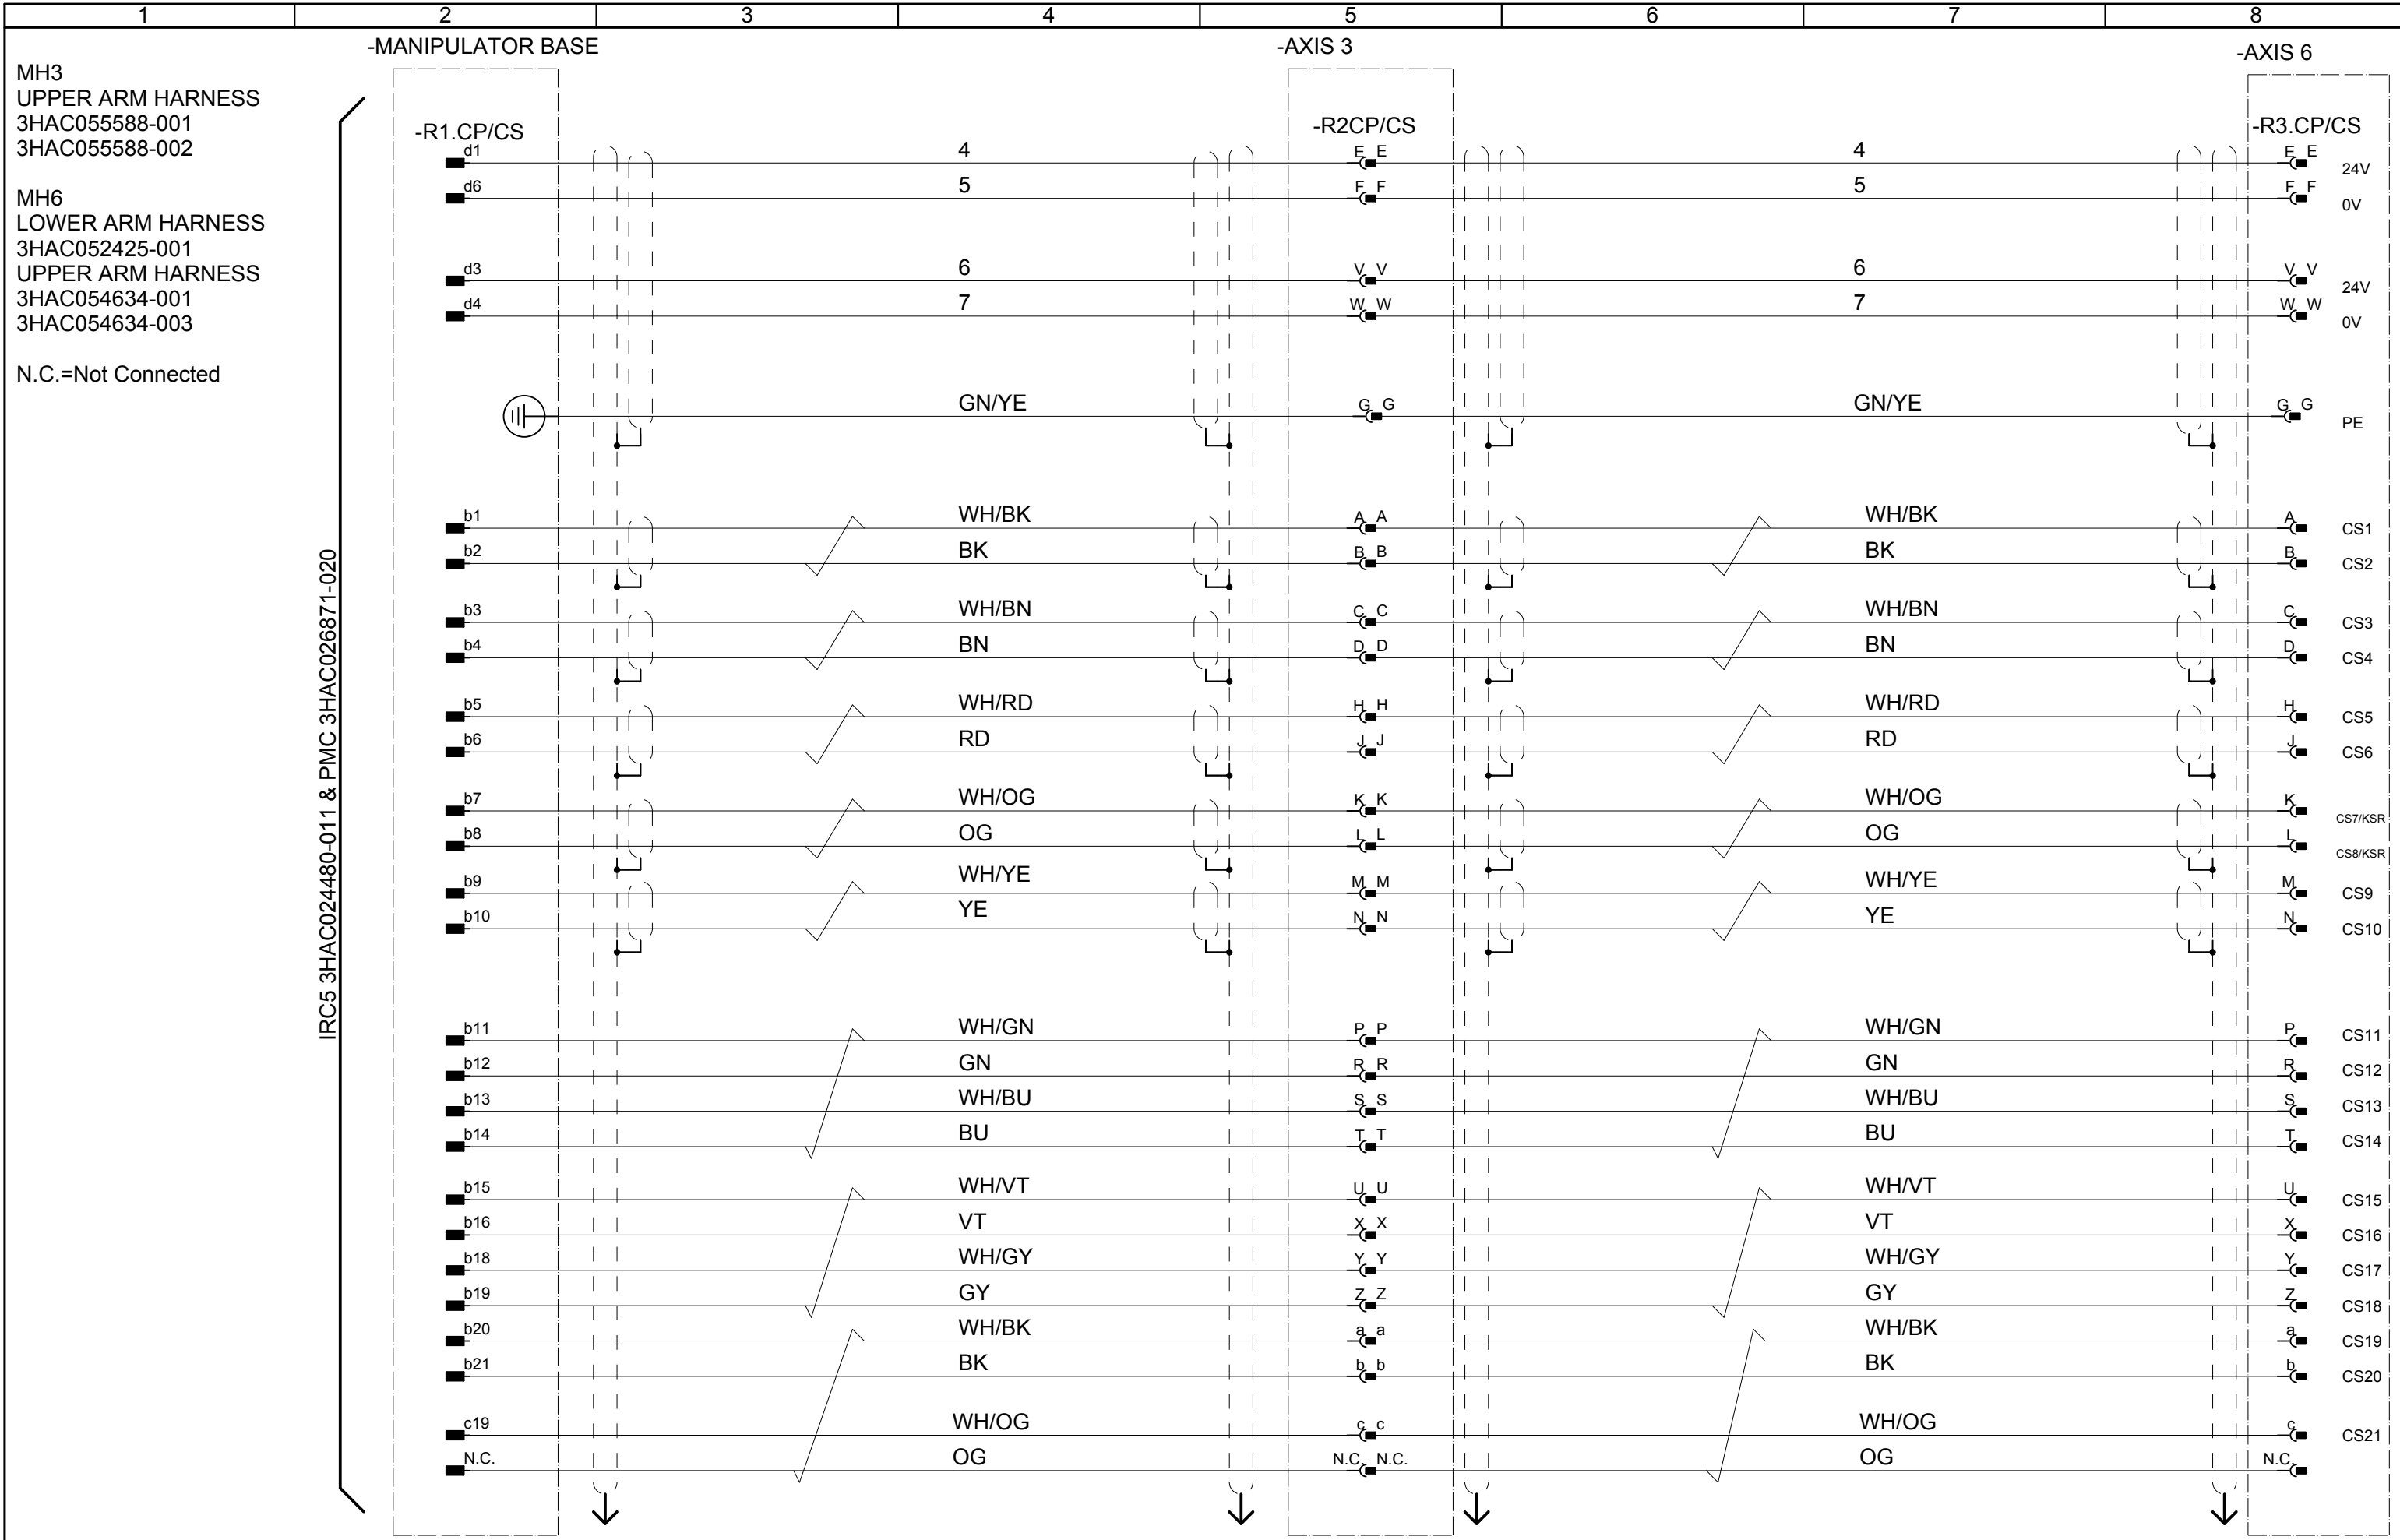 1 2 3 4 5 6 7 8
-MANIPULATOR BASE -AXIS 3 -AXIS 6
MH3
UPPER ARM HARNESS
3HAC055588-001
3HAC055588-002
MH6
LOWER ARM HARNESS
3HAC052425-001
UPPER ARM HARNESS
3HAC054634-001
3HAC054634-003
N.C.=Not Connected
IRC5 3HAC024480-011 & PMC 3HAC026871-020
-R1.CP/CS -R2CP/CS -R3.CP/CS
d1 4 E E 4 E E 24V
d6 5 F F 5 F F 0V
d3 6 V V 6 V V 24V
d4 7 W W 7 W W 0V
GN/YE G G GN/YE G G PE
b1 WH/BK A A WH/BK A CS1
b2 BK B B BK B CS2
b3 WH/BN C C WH/BN C CS3
b4 BN D D BN D CS4
b5 WH/RD H H WH/RD H CS5
b6 RD J J RD J CS6
b7 WH/OG K K WH/OG K CS7/KSR
b8 OG L L OG L CS8/KSR
b9 WH/YE M M WH/YE M CS9
b10 YE N N YE N CS10
b11 WH/GN P P WH/GN P CS11
b12 GN R R GN R CS12
b13 WH/BU S S WH/BU S CS13
b14 BU T T BU T CS14
b15 WH/VT U U WH/VT U CS15
b16 VT X X VT X CS16
b18 WH/GY Y Y WH/GY Y CS17
b19 GY Z Z GY Z CS18
b20 WH/BK a a WH/BK a CS19
b21 BK b b BK b CS20
c19 WH/OG c c WH/OG c CS21
N.C. OG N.C. N.C. OG N.C.